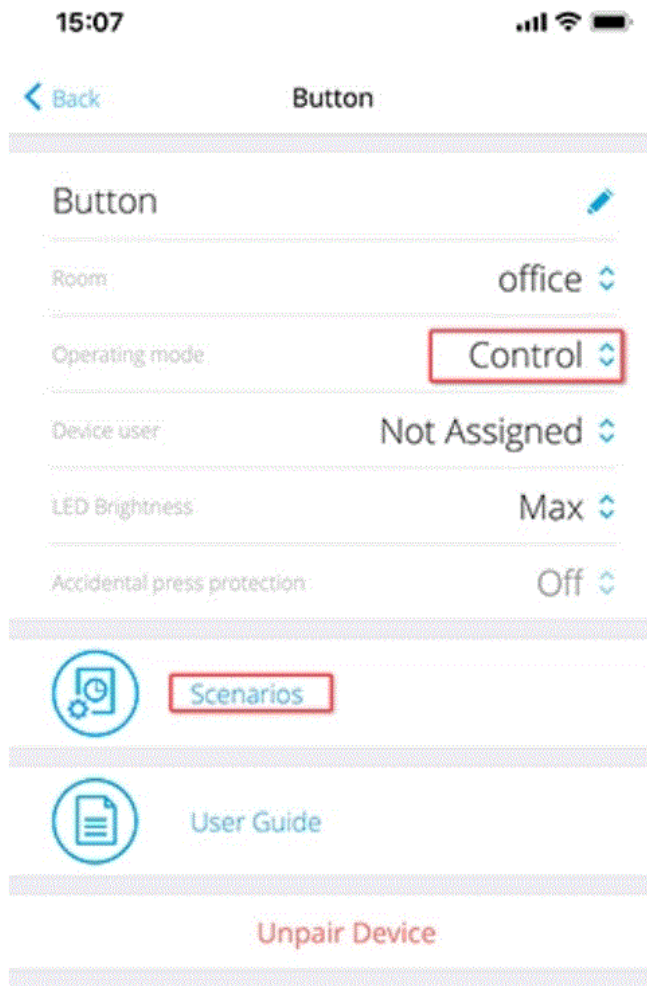 15:07
Back Button
Button
Room office
Operating mode Control
Device user Not Assigned
LED Brightness Max
Accidental press protection Off
Scenarios
User Guide
Unpair Device